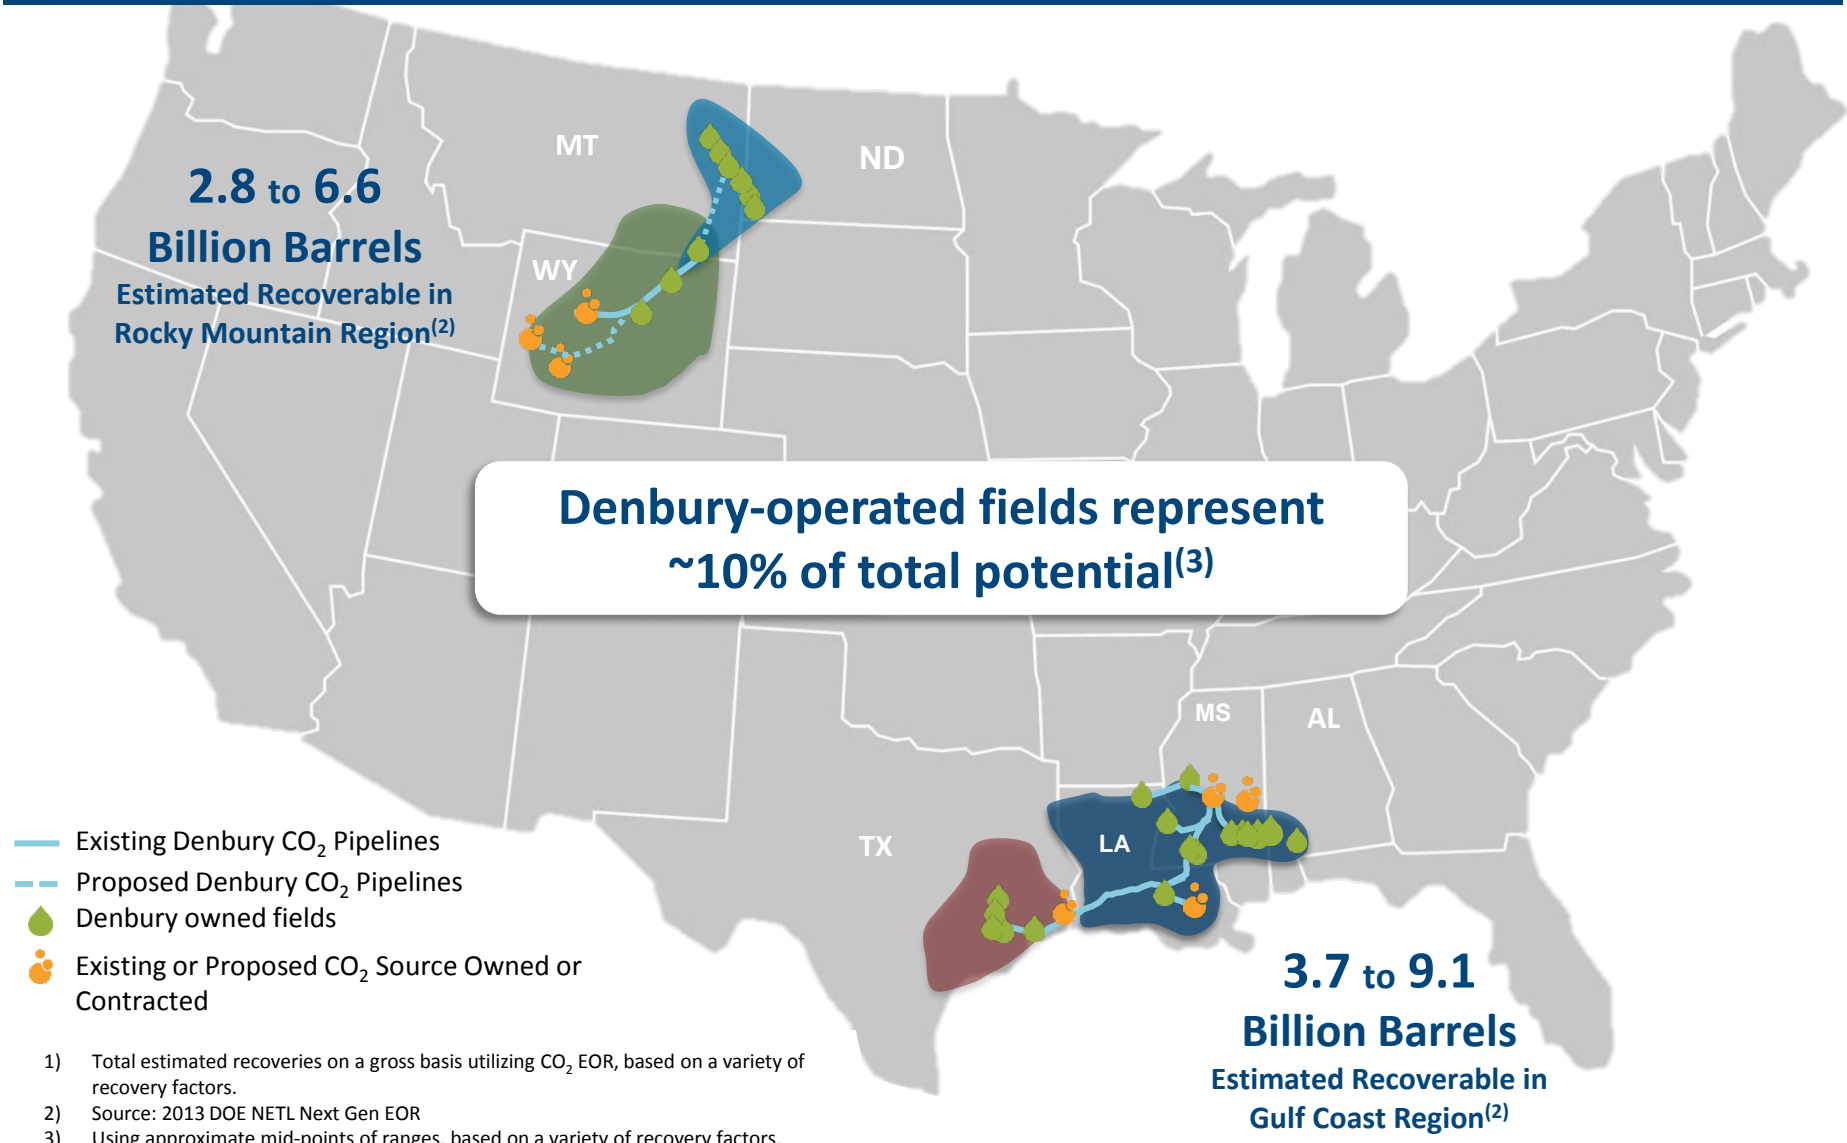 MT
ND
2.8 to 6.6
Billion Barrels
Estimated Recoverable in
Rocky Mountain Region(2)
WY
Denbury-operated fields represent
~10% of total potential(3)
MS
AL
TX
LA
Existing Denbury CO2 Pipelines
Proposed Denbury CO2 Pipelines
Denbury owned fields
Existing or Proposed CO2 Source Owned or
Contracted
3.7 to 9.1
Billion Barrels
Estimated Recoverable in
Gulf Coast Region(2)
1) Total estimated recoveries on a gross basis utilizing CO2 EOR, based on a variety of
recovery factors.
2) Source: 2013 DOE NETL Next Gen EOR
3) Using approximate mid-points of ranges, based on a variety of recovery factors.